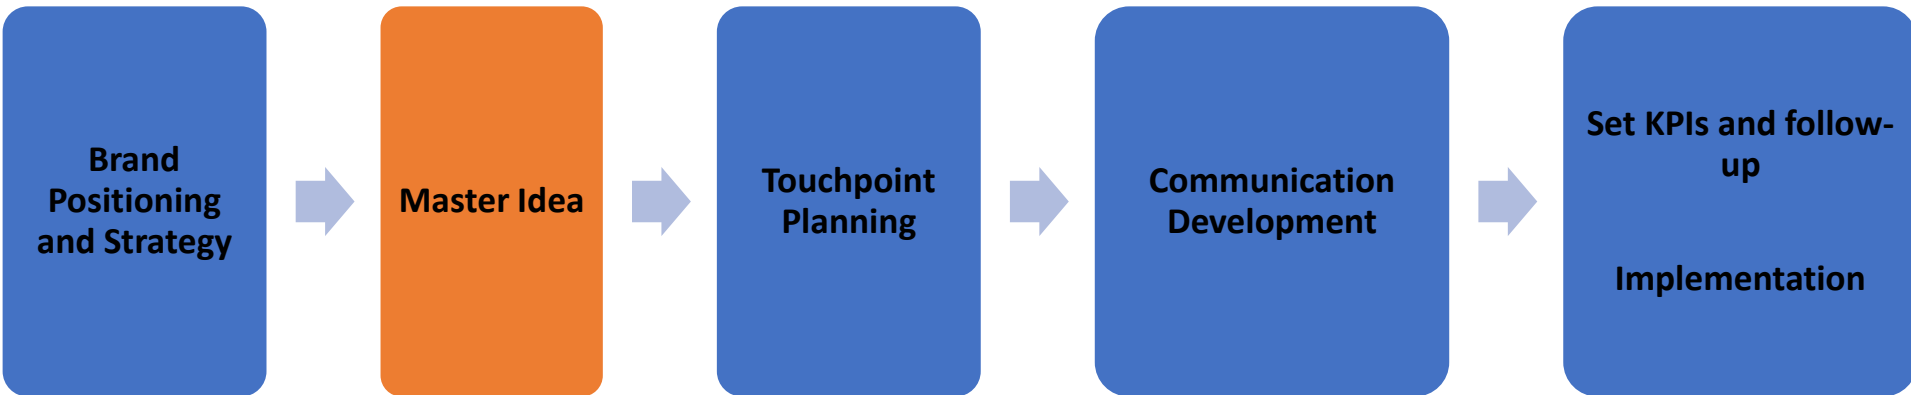 Brand
Positioning
and Strategy
Master Idea
Touchpoint
Planning
Communication
Development
Set KPIs and follow-
up
Implementation